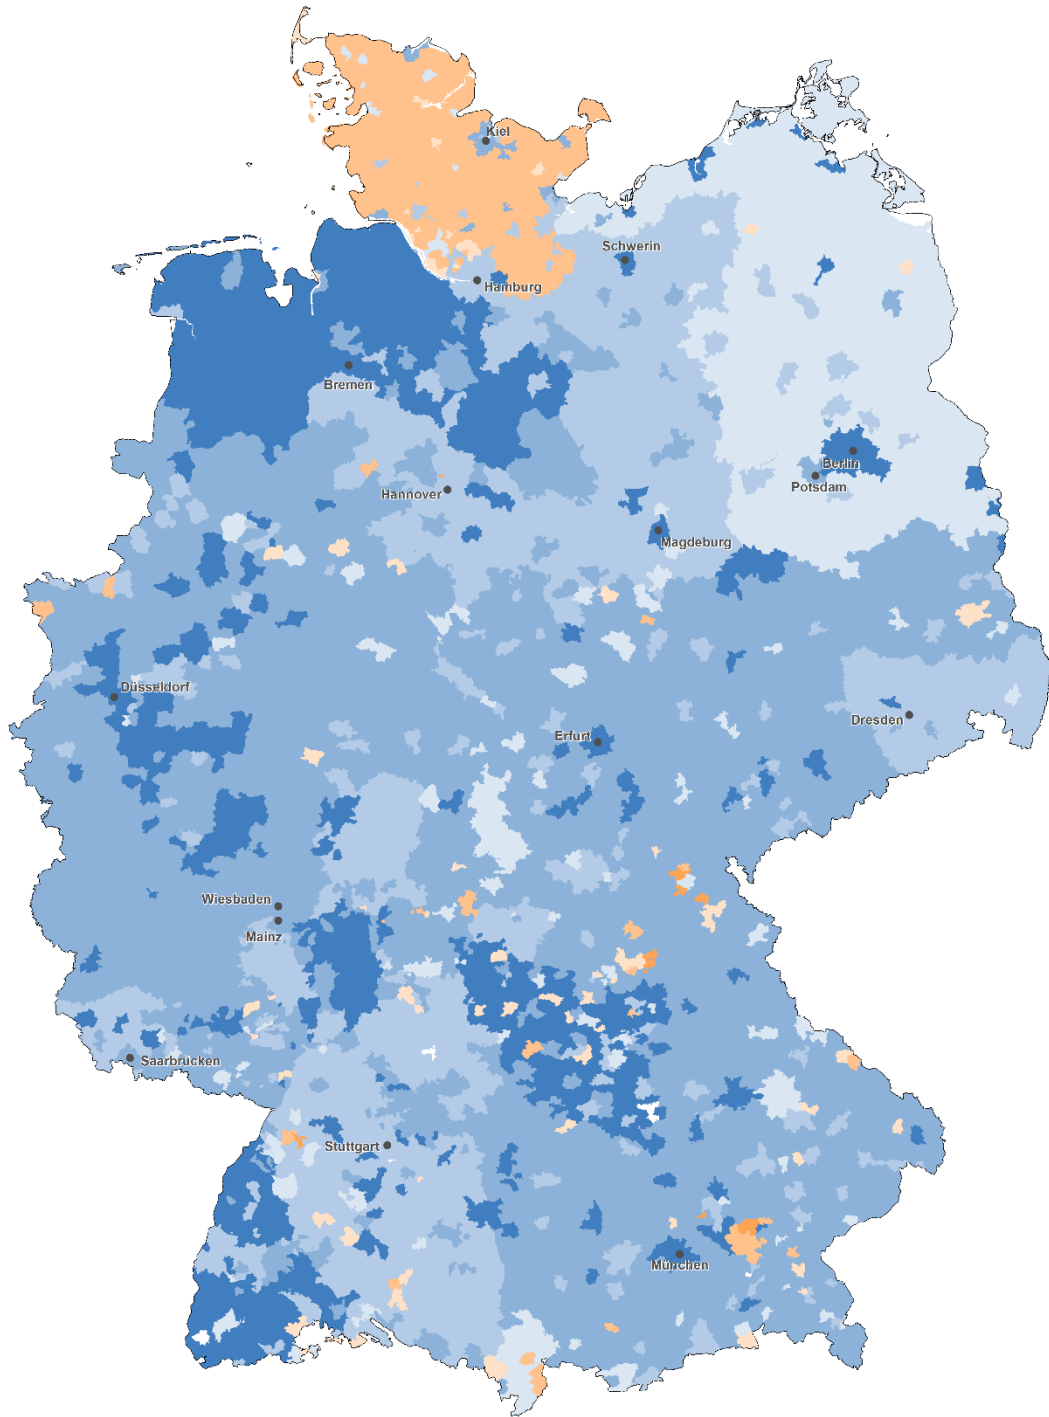 Kiel
Schwerin
Hamburg
Bremen
Berlin
Potsdam
Hannover
Magdeburg
Düsseldorf
Dresden
Erfurt
Wiesbaden
Mainz
Saarbrücken
Stuttgart
München